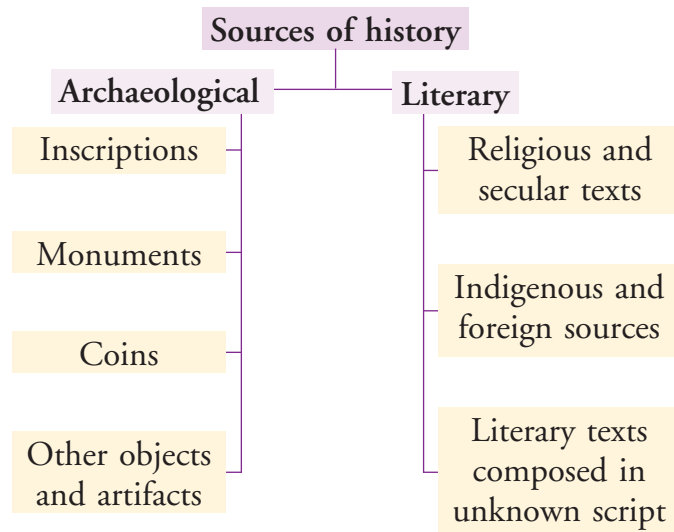 Sources of history
Archaeological
Inscriptions
Monuments
Coins
Other objects
and artifacts
Literary
Religious and
secular texts
Indigenous and
foreign sources
Literary texts
composed in
unknown script